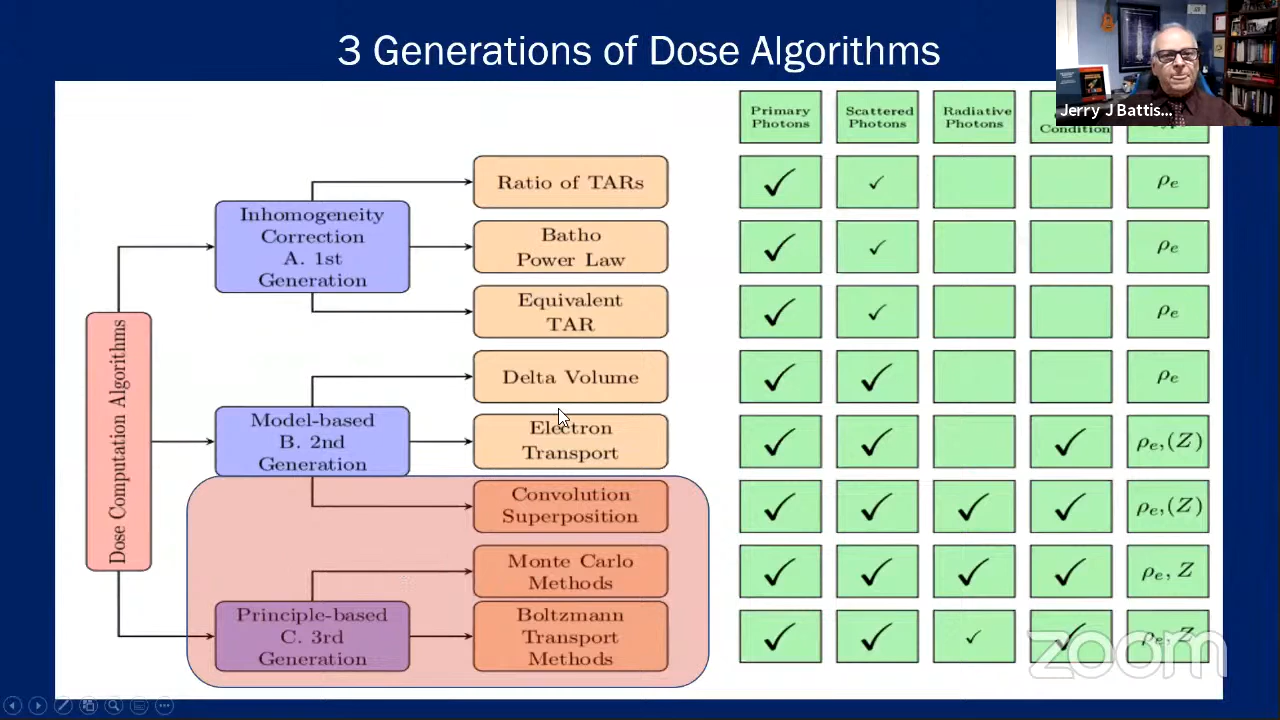 3 Generations of Dose Algorithms
Jerry J Battis...
Primary
Photons
Scattered
Photons
Radiative
Photons
Condition
Dose Computation Algorithms
Inhomogeneity
Correction
A. 1st
Generation
Ratio of TARs
✓ ✓ ρe
Batho
Power Law
✓ ✓ ρe
Equivalent
TAR
✓ ✓ ρe
Model-based
B. 2nd
Generation
Delta Volume
✓ ✓ ρe
Electron
Transport
✓ ✓ ✓ ρe,(Z)
Convolution
Superposition
✓ ✓ ✓ ✓ ρe,(Z)
Principle-based
C. 3rd
Generation
Monte Carlo
Methods
✓ ✓ ✓ ✓ ρe, Z
Boltzmann
Transport
Methods
✓ ✓ ✓ ✓ ρe, Z
zoom